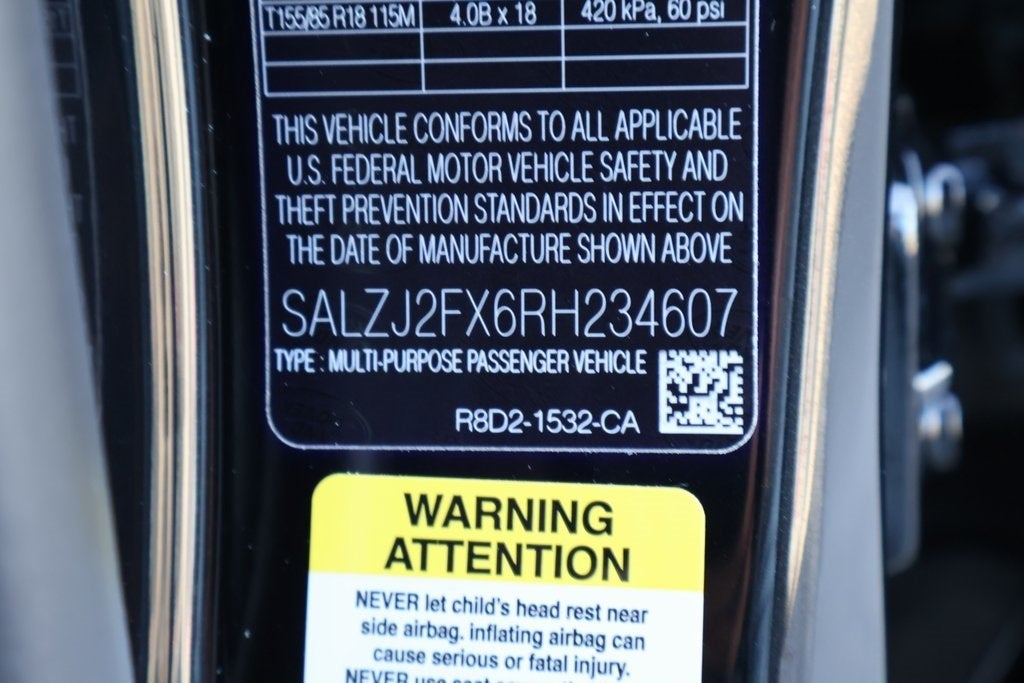 T155/85 R18 115M 4.0B x 18 420 kPa, 60 psi
THIS VEHICLE CONFORMS TO ALL APPLICABLE
U.S. FEDERAL MOTOR VEHICLE SAFETY AND
THEFT PREVENTION STANDARDS IN EFFECT ON
THE DATE OF MANUFACTURE SHOWN ABOVE
SALZJ2FX6RH234607
TYPE : MULTI-PURPOSE PASSENGER VEHICLE
R8D2-1532-CA
WARNING
ATTENTION
NEVER let child's head rest near
side airbag. inflating airbag can
cause serious or fatal injury.
NEVER use seat